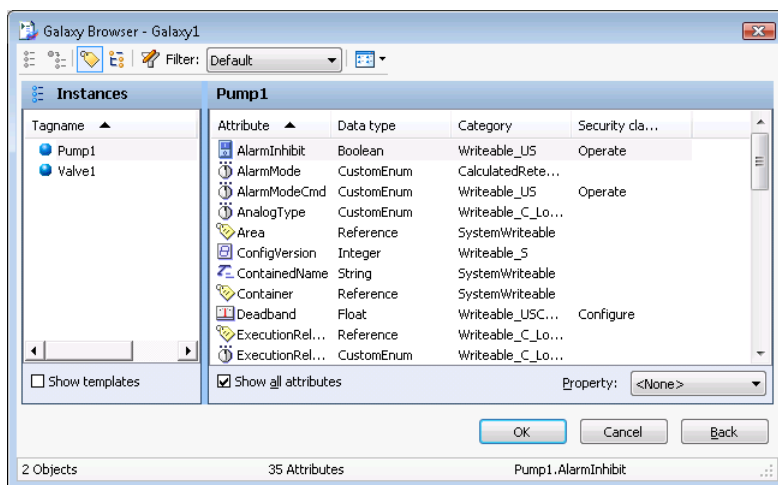 Galaxy Browser - Galaxy1
Filter: Default
Instances
Pump1
Tagname
Attribute Data type Category Security cla...
Pump1
Valve1
AlarmInhibit Boolean Writeable_US Operate
AlarmMode CustomEnum CalculatedRete...
AlarmModeCmd CustomEnum Writeable_US Operate
AnalogType CustomEnum Writeable_C_Lo...
Area Reference SystemWriteable
ConfigVersion Integer Writeable_S
ContainedName String SystemWriteable
Container Reference SystemWriteable
Deadband Float Writeable_USC... Configure
ExecutionRel... Reference Writeable_C_Lo...
ExecutionRel... CustomEnum Writeable_C_Lo...
Show templates
Show all attributes
Property: <None>
OK Cancel Back
2 Objects 35 Attributes Pump1.AlarmInhibit